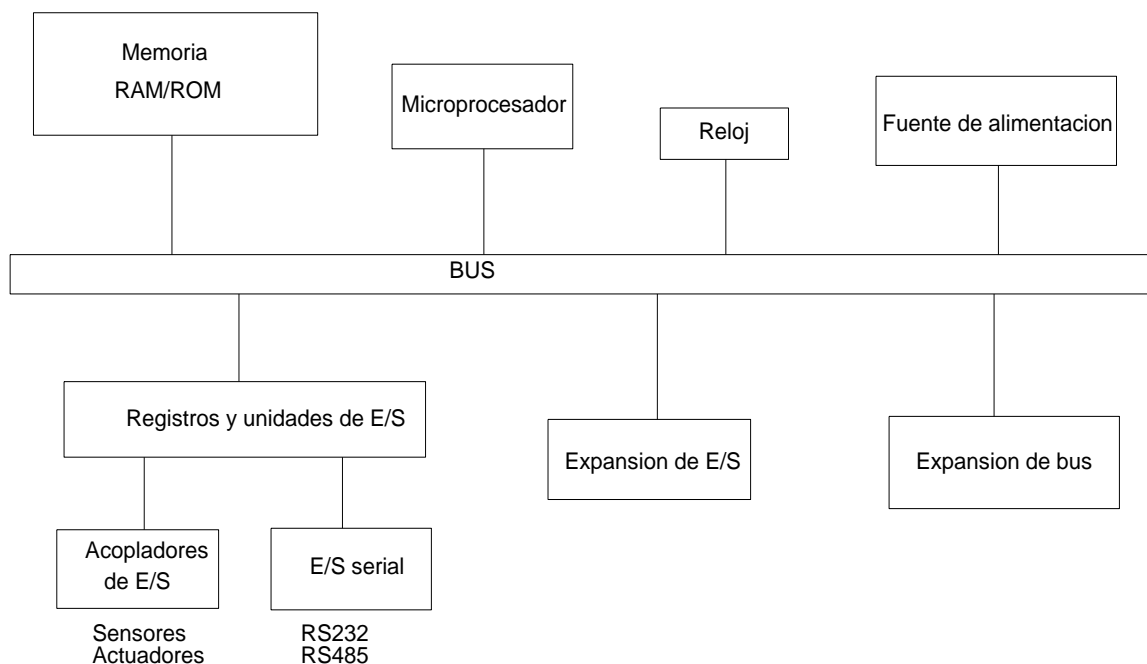 Memoria
RAM/ROM
Microprocesador
Reloj
Fuente de alimentacion
BUS
Registros y unidades de E/S
Expansion de E/S
Expansion de bus
Acopladores
de E/S
E/S serial
Sensores
Actuadores
RS232
RS485